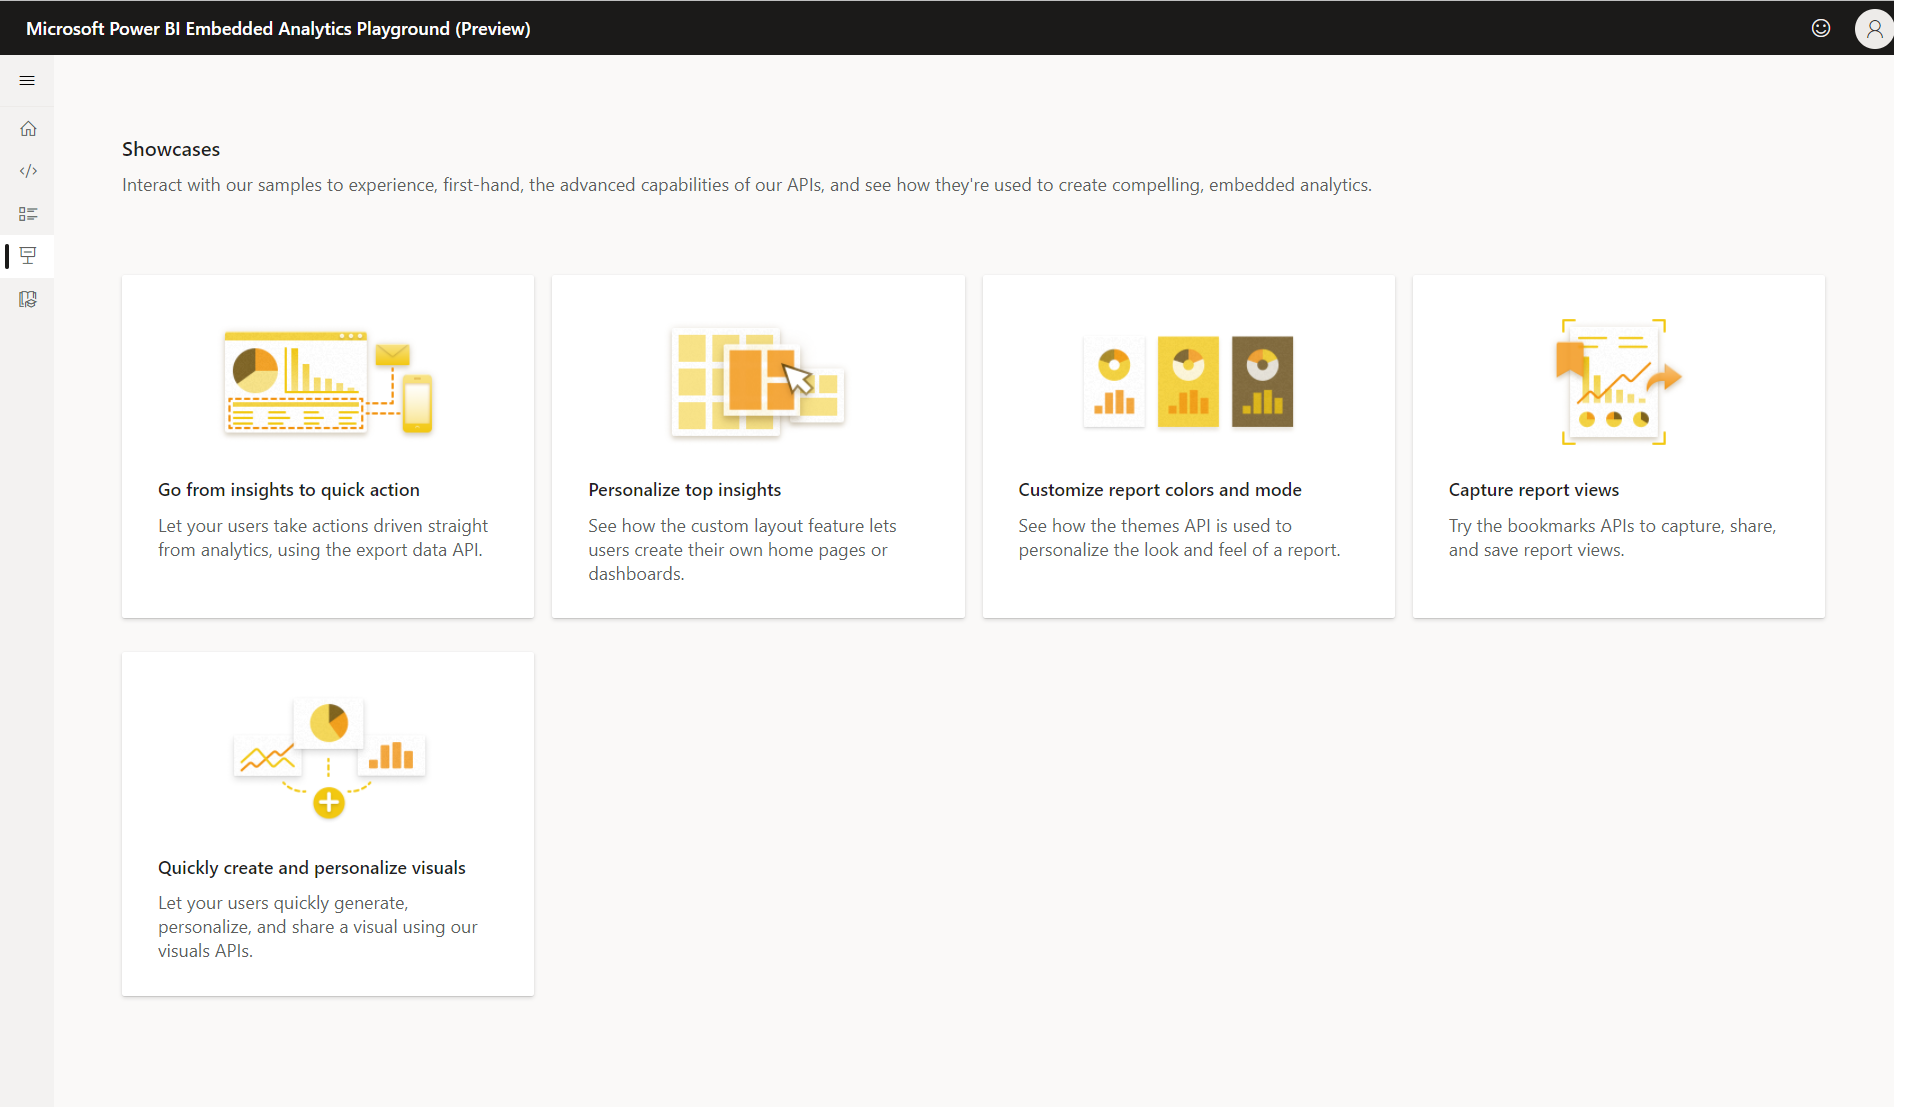 Microsoft Power BI Embedded Analytics Playground (Preview)
Showcases
Interact with our samples to experience, first-hand, the advanced capabilities of our APIs, and see how they're used to create compelling, embedded analytics.
Go from insights to quick action
Let your users take actions driven straight
from analytics, using the export data API.
Personalize top insights
See how the custom layout feature lets
users create their own home pages or
dashboards.
Customize report colors and mode
See how the themes API is used to
personalize the look and feel of a report.
Capture report views
Try the bookmarks APIs to capture, share,
and save report views.
Quickly create and personalize visuals
Let your users quickly generate,
personalize, and share a visual using our
visuals APIs.